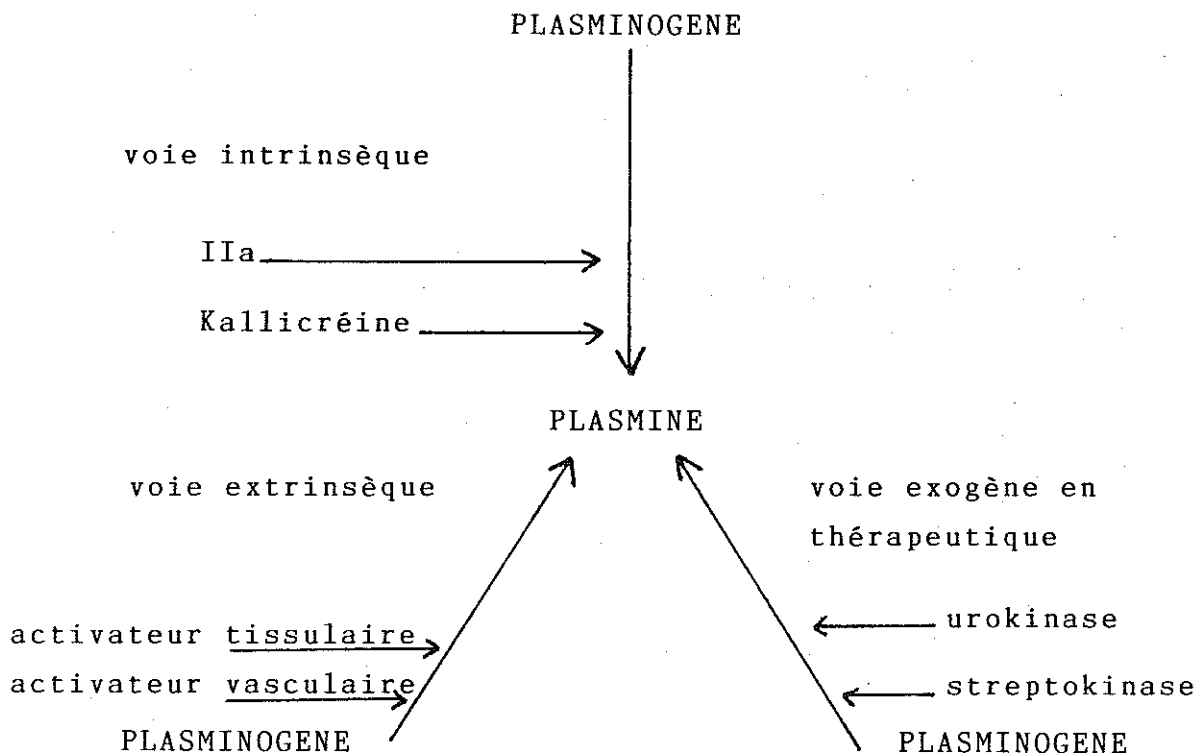 PLASMINOGENE
voie intrinsèque
IIa
Kallicréine
PLASMINE
voie extrinsèque
voie exogène en
thérapeutique
activateur tissulaire
activateur vasculaire
PLASMINOGENE
urokinase
streptokinase
PLASMINOGENE